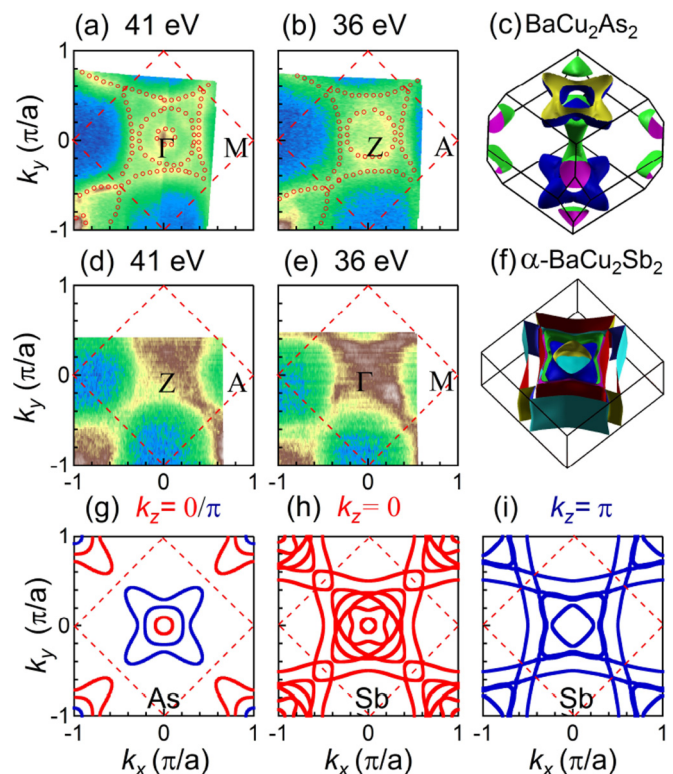 (a) 41 eV
(b) 36 eV
(c) BaCu₂As₂
1
0
-1
k_y (π/a)
Γ
M
Z
A
(d) 41 eV
(e) 36 eV
(f) α-BaCu₂Sb₂
1
0
-1
k_y (π/a)
Z
A
Γ
M
-1
0
1
-1
0
1
(g) k_z= 0/π
(h) k_z= 0
(i) k_z= π
1
0
-1
k_y (π/a)
As
Sb
Sb
-1
0
1
-1
0
1
-1
0
1
k_x (π/a)
k_x (π/a)
k_x (π/a)